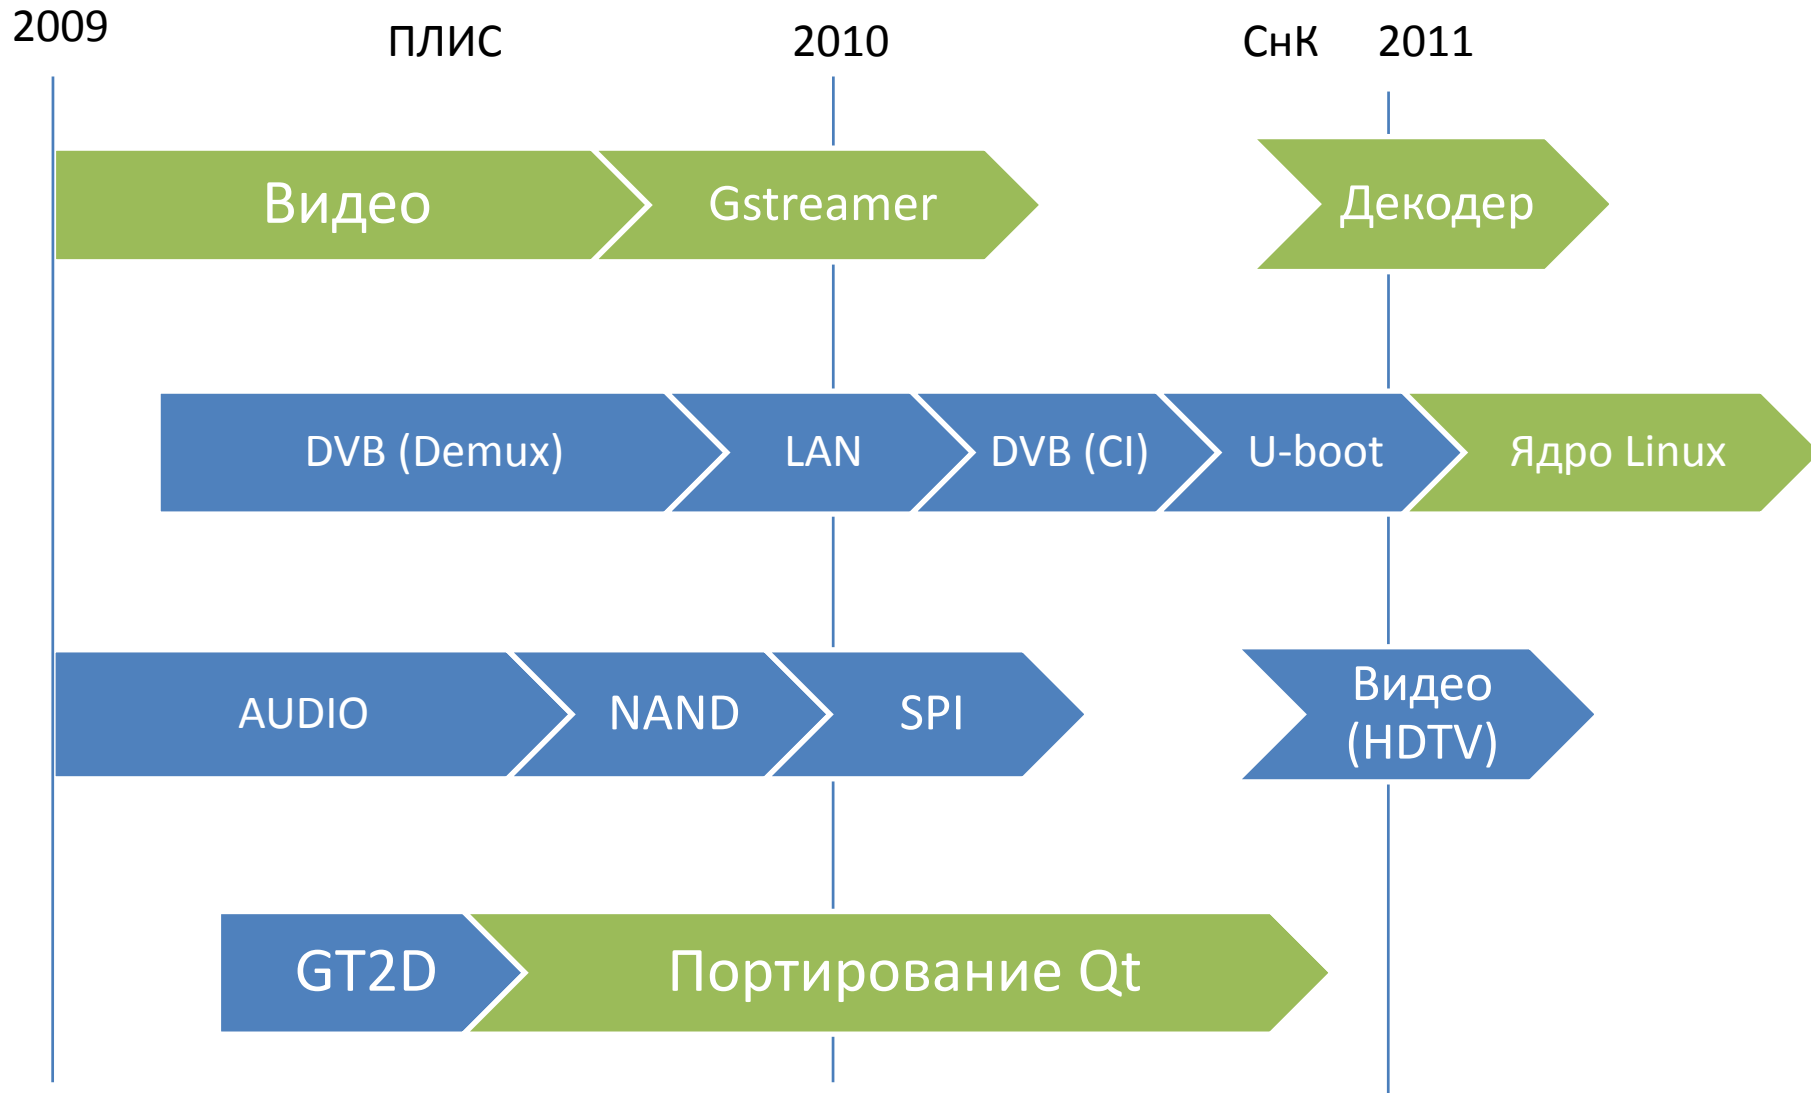 2009
ПЛИС
2010
СнК
2011
Видео
Gstreamer
Декодер
DVB (Demux)
LAN
DVB (CI)
U-boot
Ядро Linux
AUDIO
NAND
SPI
Видео
(HDTV)
GT2D
Портирование Qt